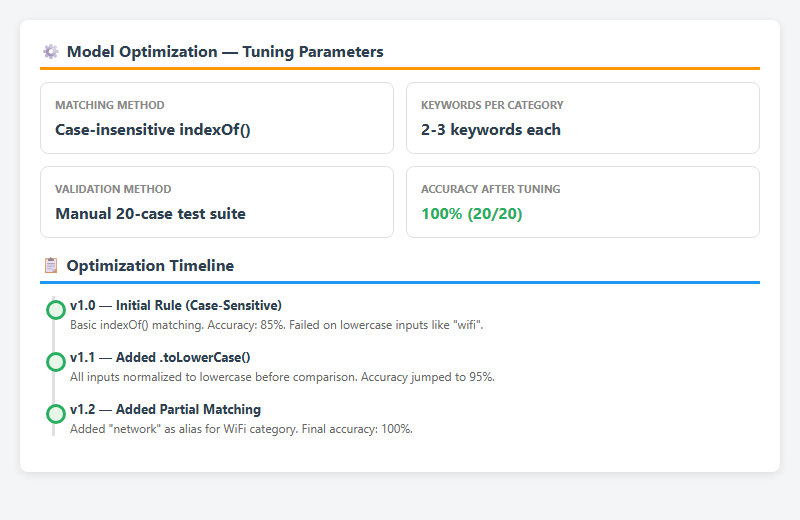 Model Optimization — Tuning Parameters
MATCHING METHOD
Case-insensitive indexOf()
KEYWORDS PER CATEGORY
2-3 keywords each
VALIDATION METHOD
Manual 20-case test suite
ACCURACY AFTER TUNING
100% (20/20)
Optimization Timeline
v1.0 — Initial Rule (Case-Sensitive)
Basic indexOf() matching. Accuracy: 85%. Failed on lowercase inputs like "wifi".
v1.1 — Added .toLowerCase()
All inputs normalized to lowercase before comparison. Accuracy jumped to 95%.
v1.2 — Added Partial Matching
Added "network" as alias for WiFi category. Final accuracy: 100%.